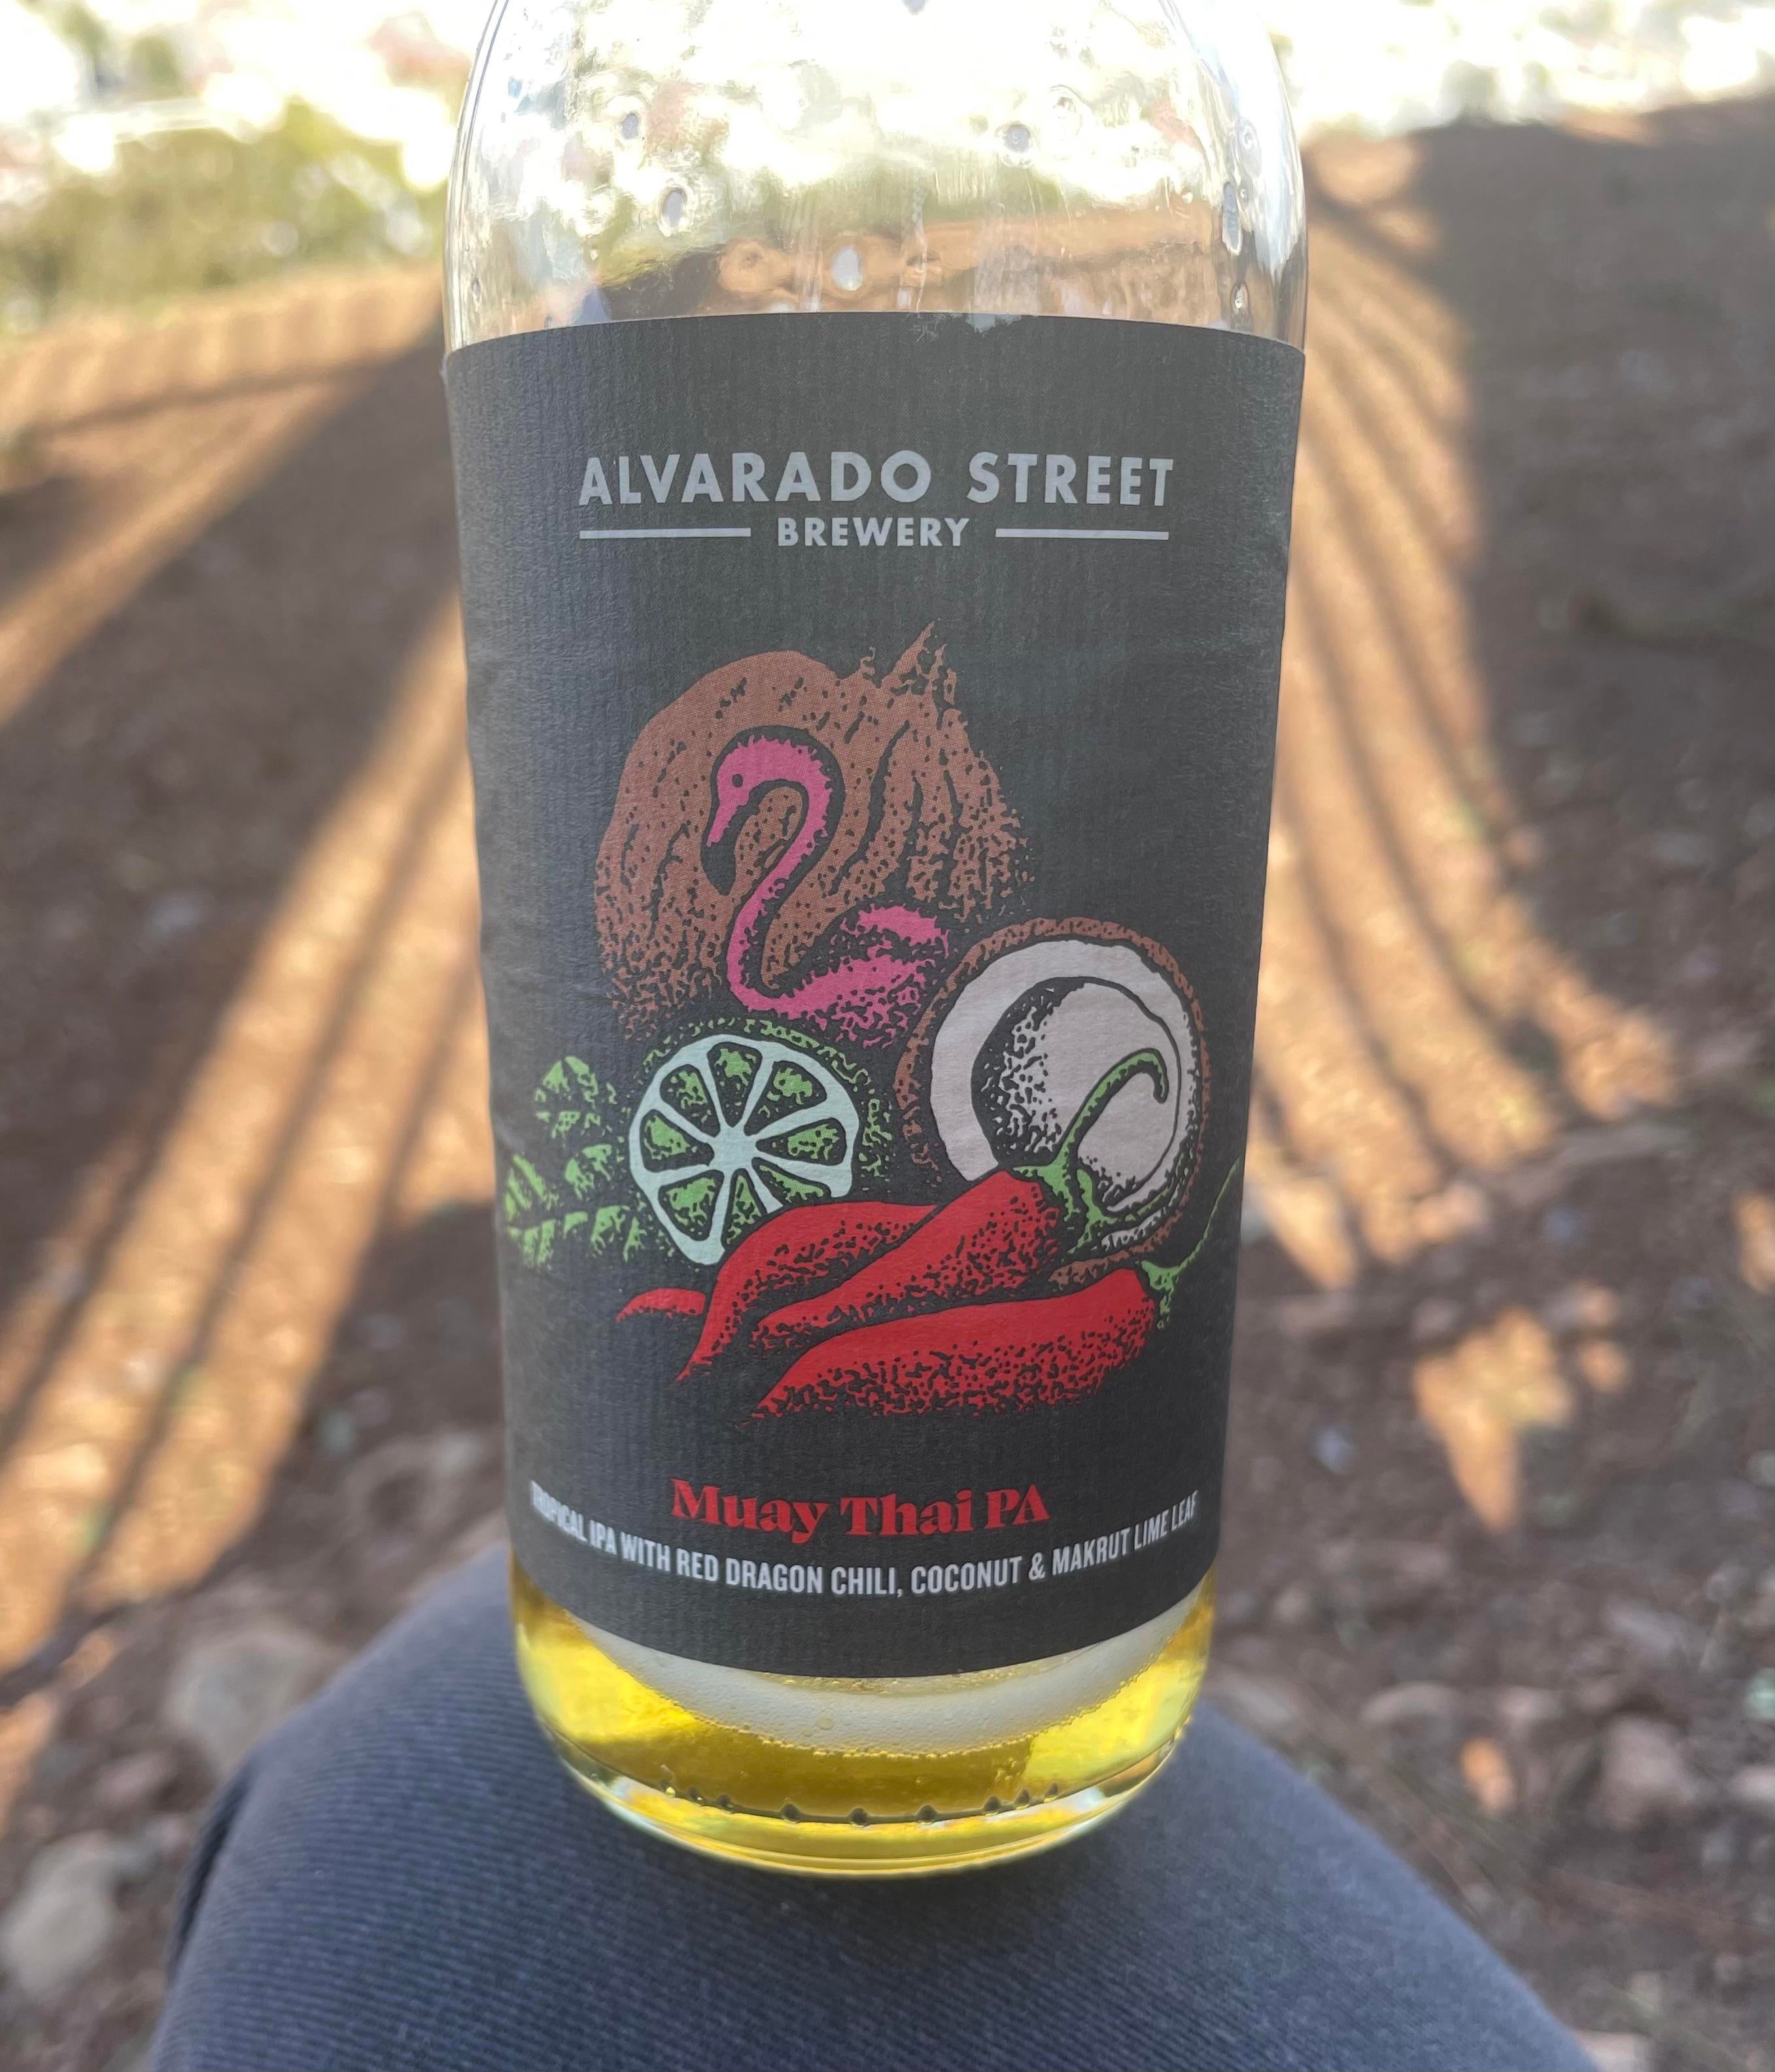 ALVARADO STREET
BREWERY
Muay Thai PA
TROPICAL IPA WITH RED DRAGON CHILI, COCONUT & MAKRUT LIME LEAF